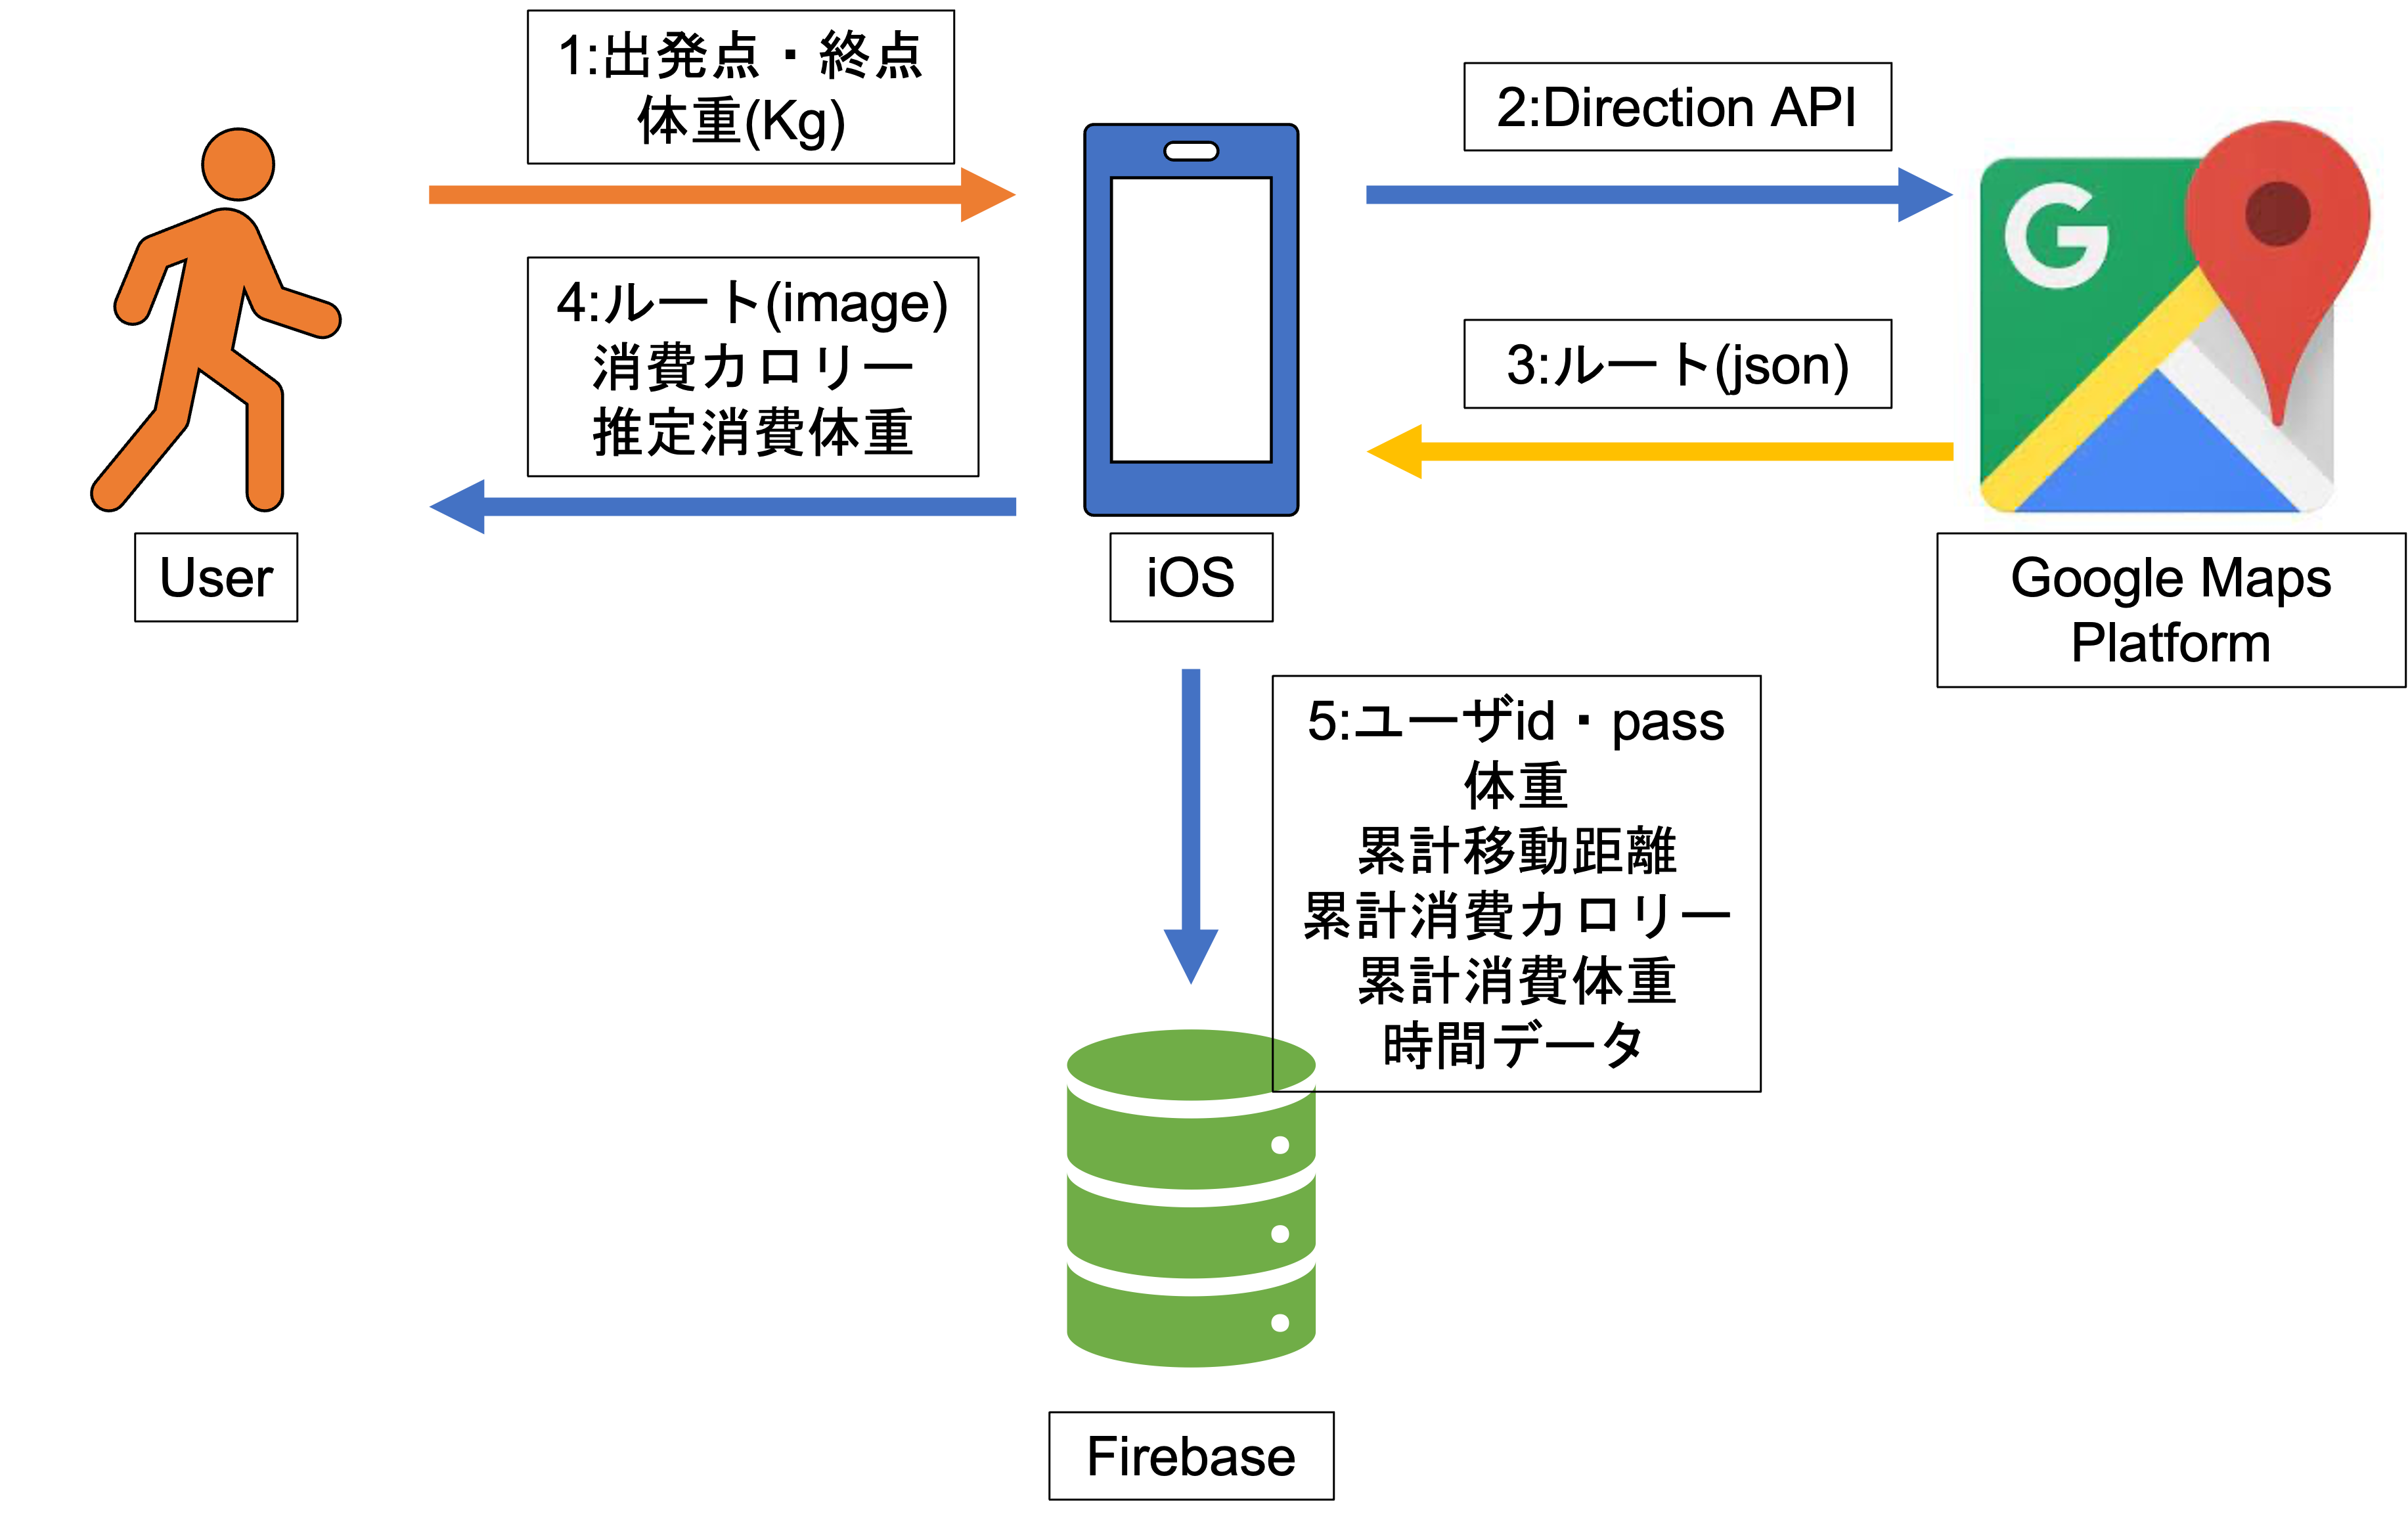 1:出発点・終点
体重(Kg)
2:Direction API
4:ルート(image)
消費カロリー
推定消費体重
3:ルート(json)
G
User
iOS
Google Maps
Platform
5:ユーザid・pass
体重
累計移動距離
累計消費カロリー
累計消費体重
時間データ
Firebase